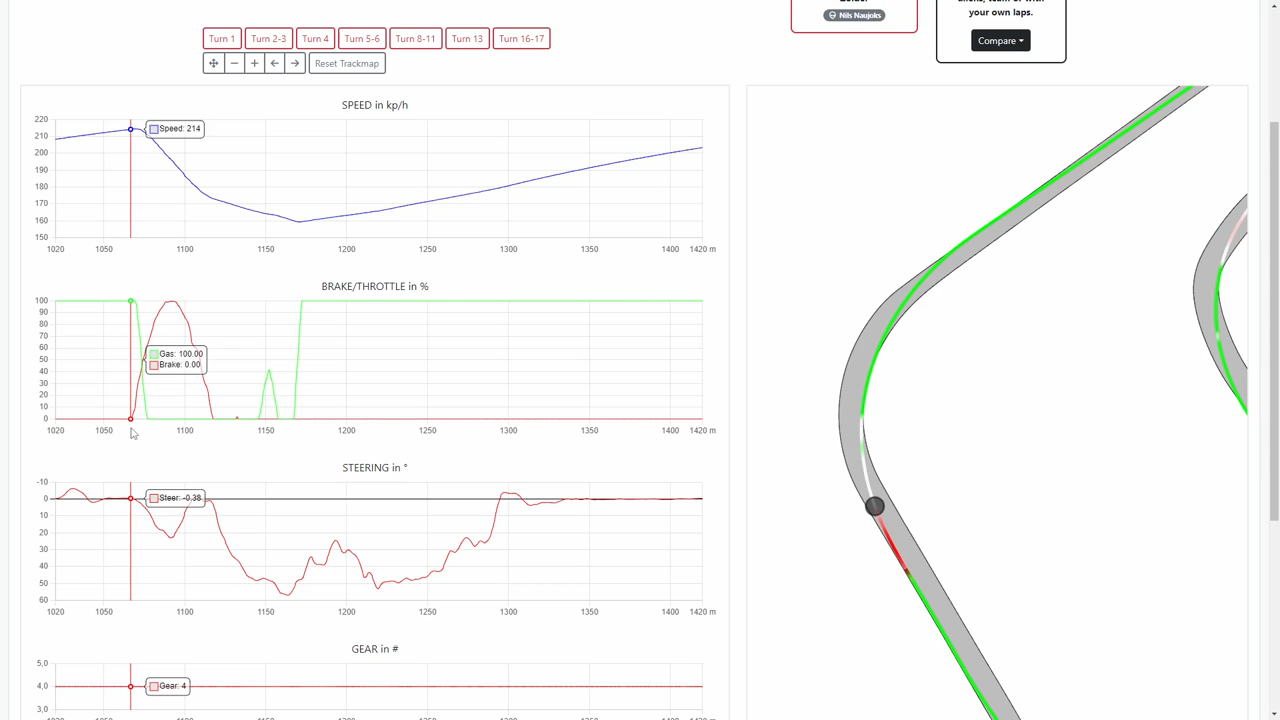 your own laps.
Nils Naujoks
Compare
Turn 1 Turn 2-3 Turn 4 Turn 5-6 Turn 8-11 Turn 13 Turn 16-17
Reset Trackmap
SPEED in kp/h
220
210
200
190
180
170
160
150
Speed: 214
1020 1050 1100 1150 1200 1250 1300 1350 1400 1420 m
BRAKE/THROTTLE in %
100
90
80
70
60
50
40
30
20
10
0
Gas: 100.00
Brake: 0.00
1020 1050 1100 1150 1200 1250 1300 1350 1400 1420 m
STEERING in °
-10
0
10
20
30
40
50
60
Steer: -0.38
1020 1050 1100 1150 1200 1250 1300 1350 1400 1420 m
GEAR in #
5,0
4,0
3,0
Gear: 4